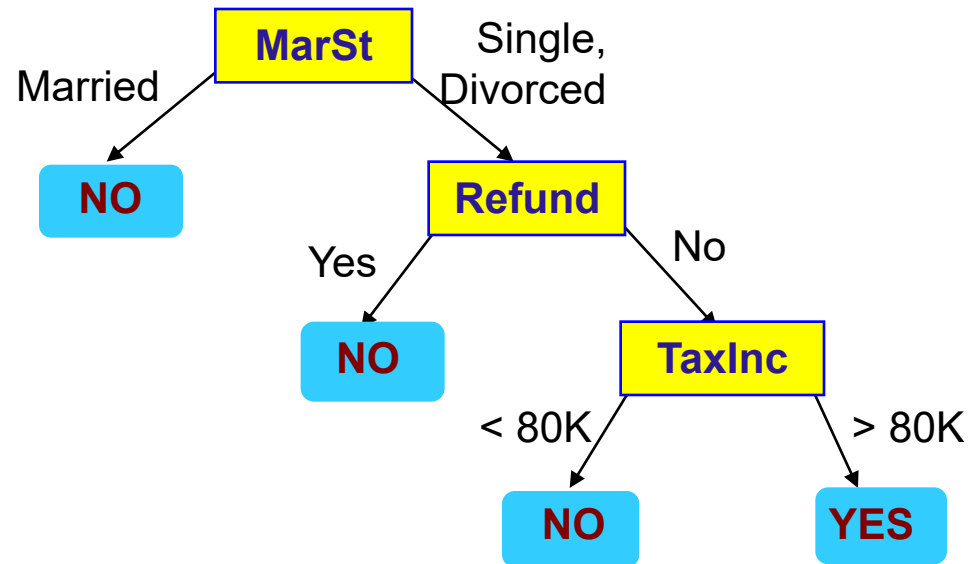 MarSt
Single,
Married
Divorced
NO
Refund
Yes
No
NO
TaxInc
< 80K
> 80K
NO
YES